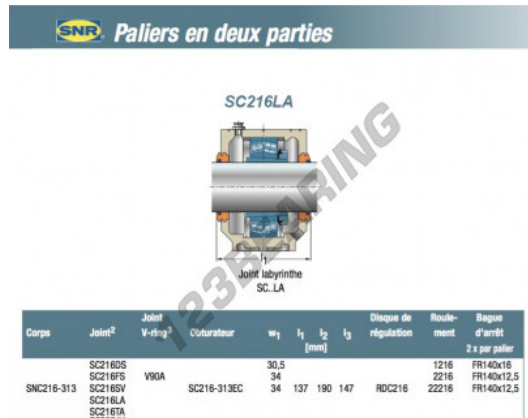 SNR Paliers en deux parties
SC216LA
l1
Joint labyrinthe
SC..LA
123BEARING
Corps Joint2 Joint V-ring3 Obturateur w1 l1 l2 l3 [mm] Disque de régulation Roule-ment Bague d'arrêt 2 x par palier
SC216DS 30,5 1216 FR140x16
SC216FS V90A 34 2216 FR140x12,5
SNC216-313 SC216SV SC216-313EC 34 137 190 147 RDC216 22216 FR140x12,5
SC216LA
SC216TA